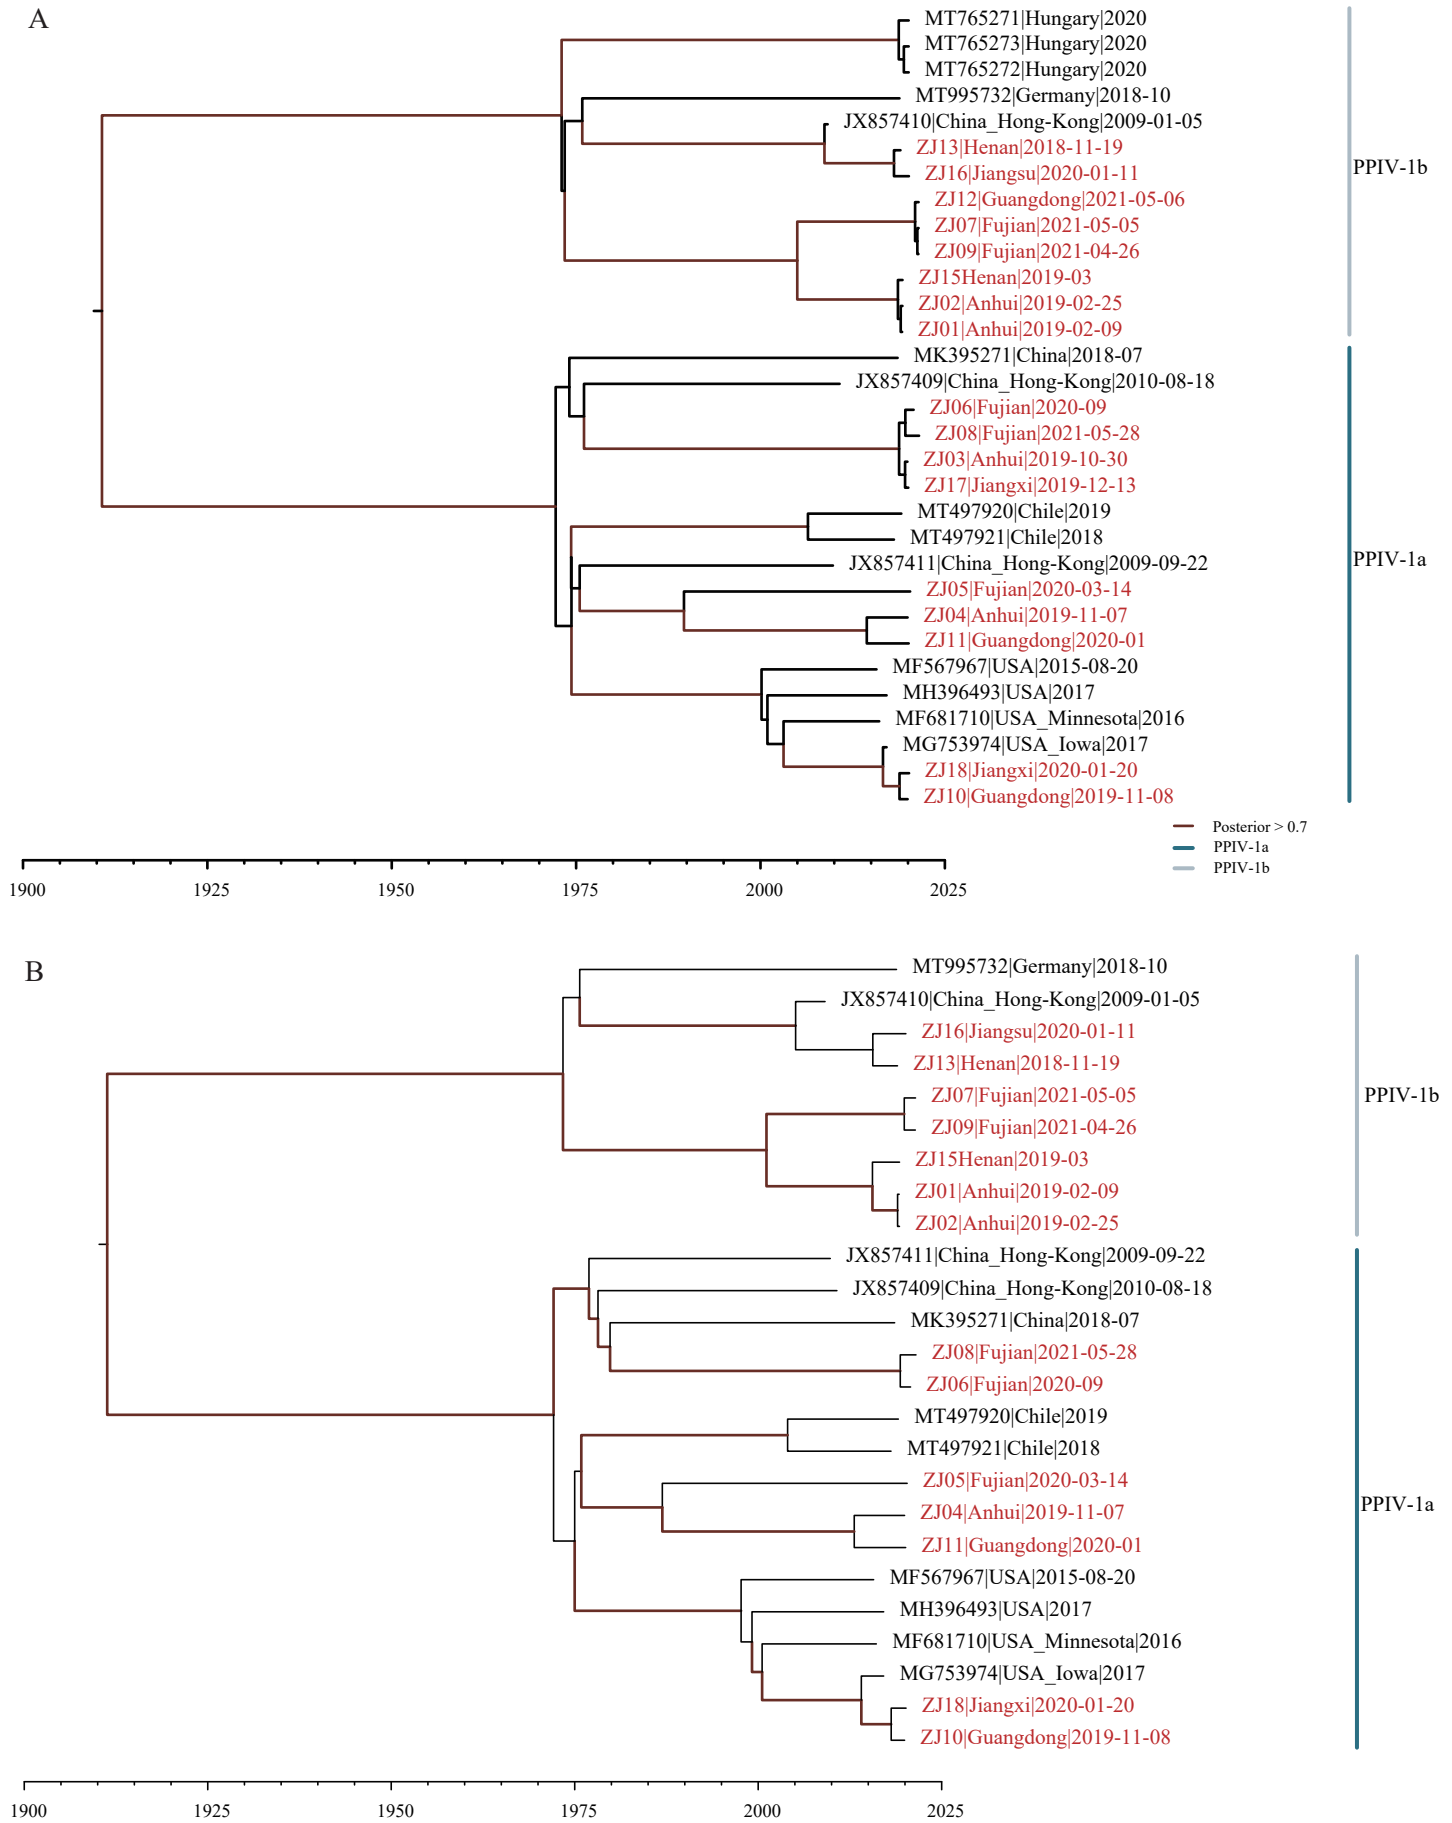 A
MT765271|Hungary|2020
MT765273|Hungary|2020
MT765272|Hungary|2020
MT995732|Germany|2018-10
JX857410|China_Hong-Kong|2009-01-05
ZJ13|Henan|2018-11-19
ZJ16|Jiangsu|2020-01-11
ZJ12|Guangdong|2021-05-06
ZJ07|Fujian|2021-05-05
ZJ09|Fujian|2021-04-26
ZJ15Henan|2019-03
ZJ02|Anhui|2019-02-25
ZJ01|Anhui|2019-02-09
PPIV-1b
MK395271|China|2018-07
JX857409|China_Hong-Kong|2010-08-18
ZJ06|Fujian|2020-09
ZJ08|Fujian|2021-05-28
ZJ03|Anhui|2019-10-30
ZJ17|Jiangxi|2019-12-13
MT497920|Chile|2019
MT497921|Chile|2018
JX857411|China_Hong-Kong|2009-09-22
ZJ05|Fujian|2020-03-14
ZJ04|Anhui|2019-11-07
ZJ11|Guangdong|2020-01
MF567967|USA|2015-08-20
MH396493|USA|2017
MF681710|USA_Minnesota|2016
MG753974|USA_Iowa|2017
ZJ18|Jiangxi|2020-01-20
ZJ10|Guangdong|2019-11-08
PPIV-1a
Posterior > 0.7
PPIV-1a
PPIV-1b
1900 1925 1950 1975 2000 2025
B
MT995732|Germany|2018-10
JX857410|China_Hong-Kong|2009-01-05
ZJ16|Jiangsu|2020-01-11
ZJ13|Henan|2018-11-19
ZJ07|Fujian|2021-05-05
ZJ09|Fujian|2021-04-26
ZJ15Henan|2019-03
ZJ01|Anhui|2019-02-09
ZJ02|Anhui|2019-02-25
PPIV-1b
JX857411|China_Hong-Kong|2009-09-22
JX857409|China_Hong-Kong|2010-08-18
MK395271|China|2018-07
ZJ08|Fujian|2021-05-28
ZJ06|Fujian|2020-09
MT497920|Chile|2019
MT497921|Chile|2018
ZJ05|Fujian|2020-03-14
ZJ04|Anhui|2019-11-07
ZJ11|Guangdong|2020-01
MF567967|USA|2015-08-20
MH396493|USA|2017
MF681710|USA_Minnesota|2016
MG753974|USA_Iowa|2017
ZJ18|Jiangxi|2020-01-20
ZJ10|Guangdong|2019-11-08
PPIV-1a
1900 1925 1950 1975 2000 2025